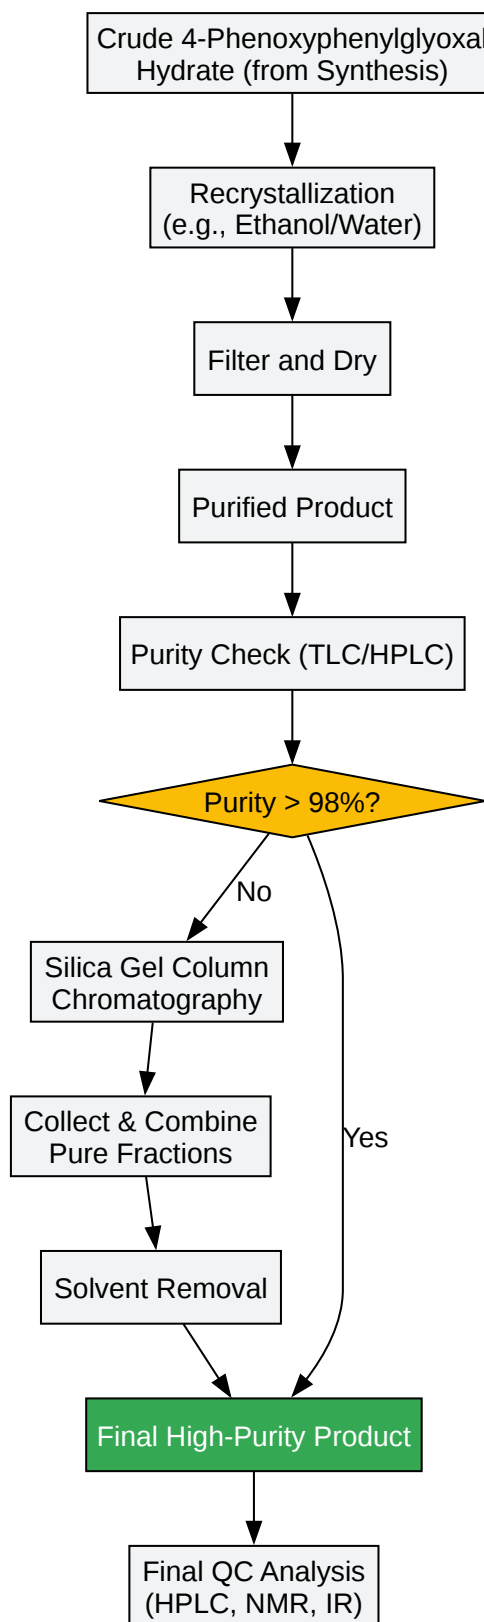 Crude 4-Phenoxyphenylglyoxal
Hydrate (from Synthesis)
Recrystallization
(e.g., Ethanol/Water)
Filter and Dry
Purified Product
Purity Check (TLC/HPLC)
Purity > 98%?
No
Silica Gel Column
Chromatography
Collect & Combine
Pure Fractions
Yes
Solvent Removal
Final High-Purity Product
Final QC Analysis
(HPLC, NMR, IR)